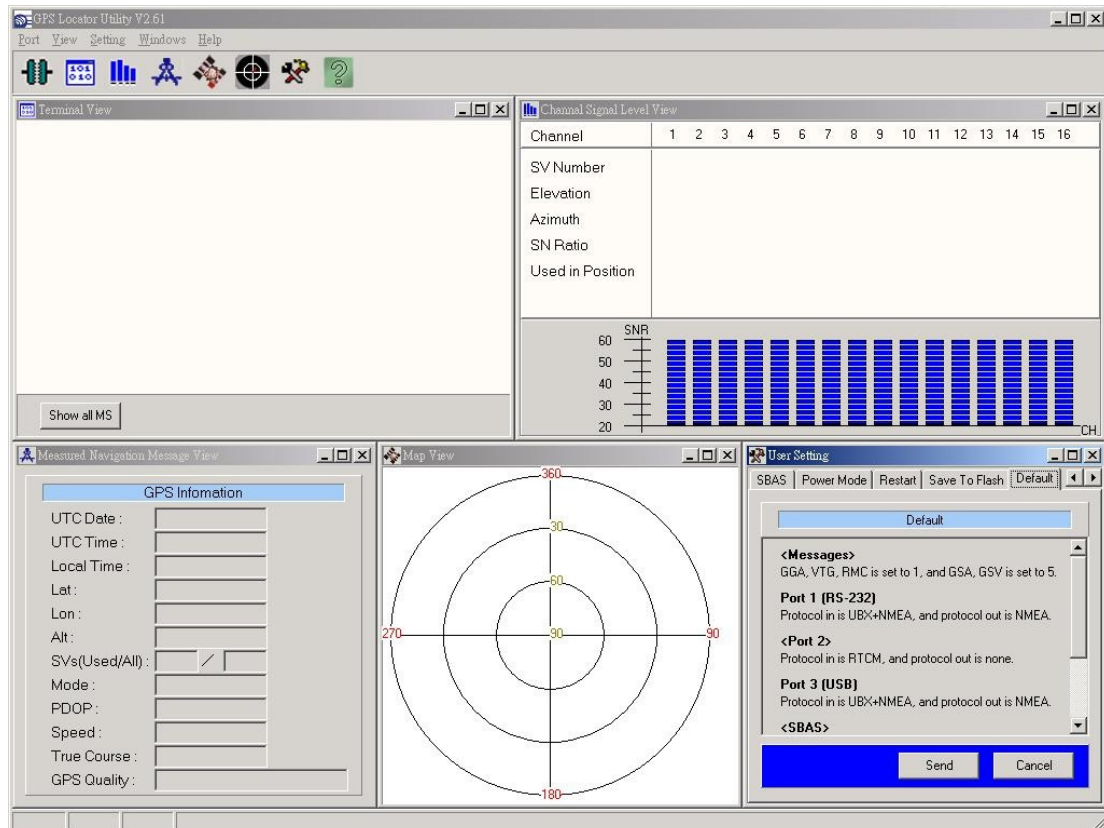 GPS Locator Utility V2.61
Port View Setting Windows Help
101
010
Terminal View
Show all MS
Channal Signal Level View
Channel 1 2 3 4 5 6 7 8 9 10 11 12 13 14 15 16
SV Number
Elevation
Azimuth
SN Ratio
Used in Position
SNR
60
50
40
30
20
CH.
Measured Navigation Message View
GPS Infomation
UTC Date :
UTC Time :
Local Time :
Lat :
Lon :
Alt :
SVs(Used/All) : /
Mode :
PDOP :
Speed :
True Course :
GPS Quality :
Map View
360
30
60
270 90 90
180
User Setting
SBAS Power Mode Restart Save To Flash Default
Default
<Messages>
GGA, VTG, RMC is set to 1, and GSA, GSV is set to 5.
Port 1 (RS-232)
Protocol in is UBX+NMEA, and protocol out is NMEA.
<Port 2>
Protocol in is RTCM, and protocol out is none.
Port 3 (USB)
Protocol in is UBX+NMEA, and protocol out is NMEA.
<SBAS>
Send Cancel